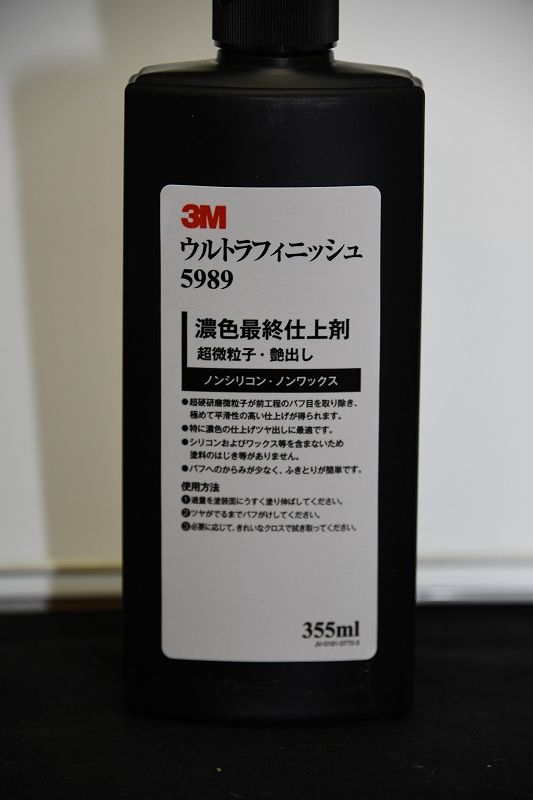 3M
ウルトラフィニッシュ
5989
濃色最終仕上剤
超微粒子・艶出し
ノンシリコン・ノンワックス
●超硬研磨微粒子が前工程のバフ目を取り除き、
極めて平滑性の高い仕上げが得られます。
●特に濃色の仕上げツヤ出しに最適です。
●シリコンおよびワックス等を含まないため
塗料のはじき等がありません。
●バフへのからみが少なく、ふきとりが簡単です。
使用方法
❶適量を塗装面にうすく塗り伸ばしてください。
❷ツヤがでるまでバフがけしてください。
❸必要に応じて、きれいなクロスで拭き取ってください。
355ml
JV-0191-0770-3